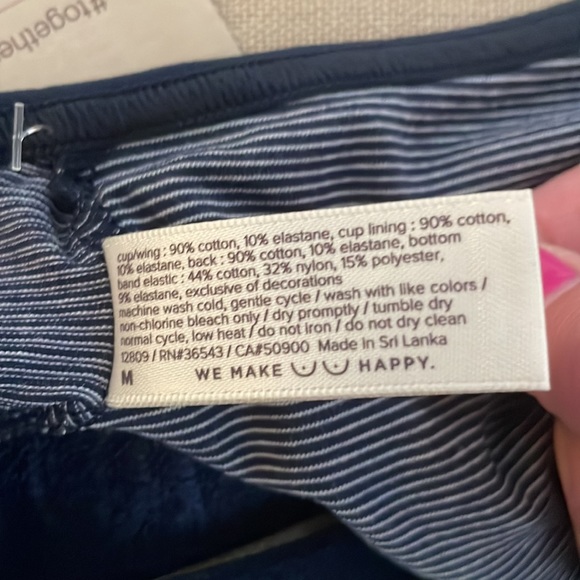 #together
cup/wing : 90% cotton, 10% elastane, cup lining : 90% cotton,
10% elastane, back : 90% cotton, 10% elastane, bottom
band elastic : 44% cotton, 32% nylon, 15% polyester,
9% elastane, exclusive of decorations
machine wash cold, gentle cycle / wash with like colors /
non-chlorine bleach only / dry promptly / tumble dry
normal cycle, low heat / do not iron / do not dry clean
12809 / RN#36543 / CA#50900 Made In Sri Lanka
M WE MAKE HAPPY.